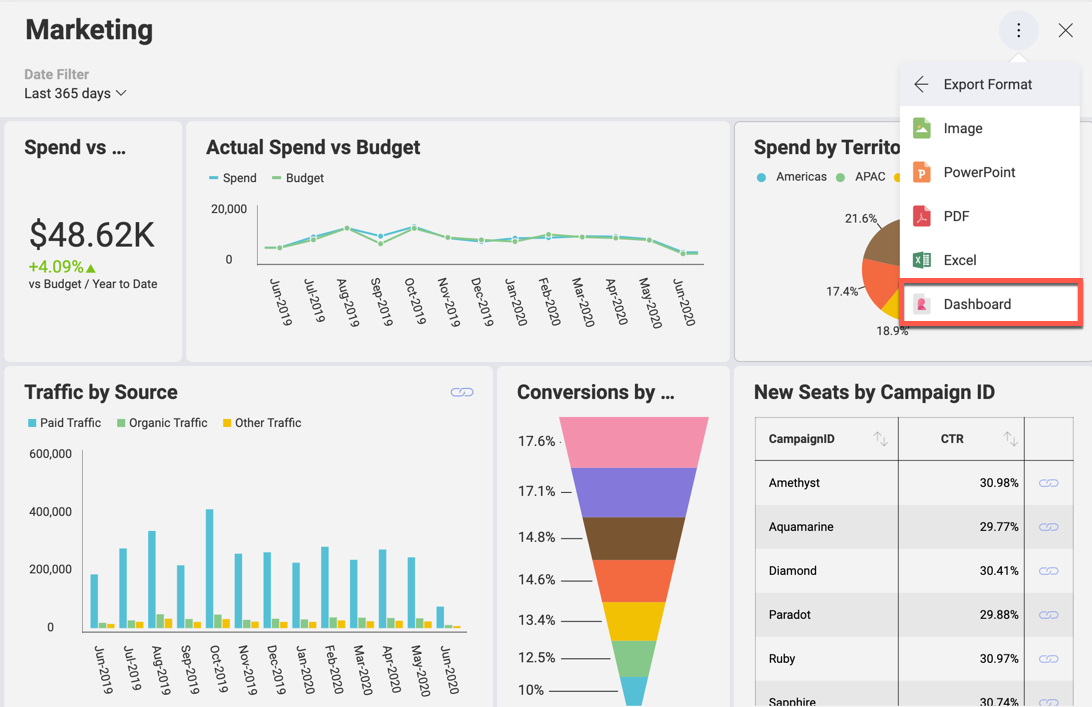 Marketing
Date Filter
Last 365 days
Export Format
Image
PowerPoint
PDF
Excel
Dashboard
Spend vs ...
$48.62K
+4.09%
vs Budget / Year to Date
Actual Spend vs Budget
Spend Budget
20,000
0
Jun-2019 Jul-2019 Aug-2019 Sep-2019 Oct-2019 Nov-2019 Dec-2019 Jan-2020 Feb-2020 Mar-2020 Apr-2020 May-2020 Jun-2020
Spend by Territo
Americas APAC
21.6%
17.4%
18.9%
Traffic by Source
Paid Traffic Organic Traffic Other Traffic
600,000
400,000
200,000
0
Jun-2019 Jul-2019 Aug-2019 Sep-2019 Oct-2019 Nov-2019 Dec-2019 Jan-2020 Feb-2020 Mar-2020 Apr-2020 May-2020 Jun-2020
Conversions by ...
17.6%
17.1%
14.8%
14.6%
13.4%
12.5%
10%
New Seats by Campaign ID
CampaignID CTR
Amethyst 30.98%
Aquamarine 29.77%
Diamond 30.41%
Paradot 29.88%
Ruby 30.97%
Sapphire 30.74%